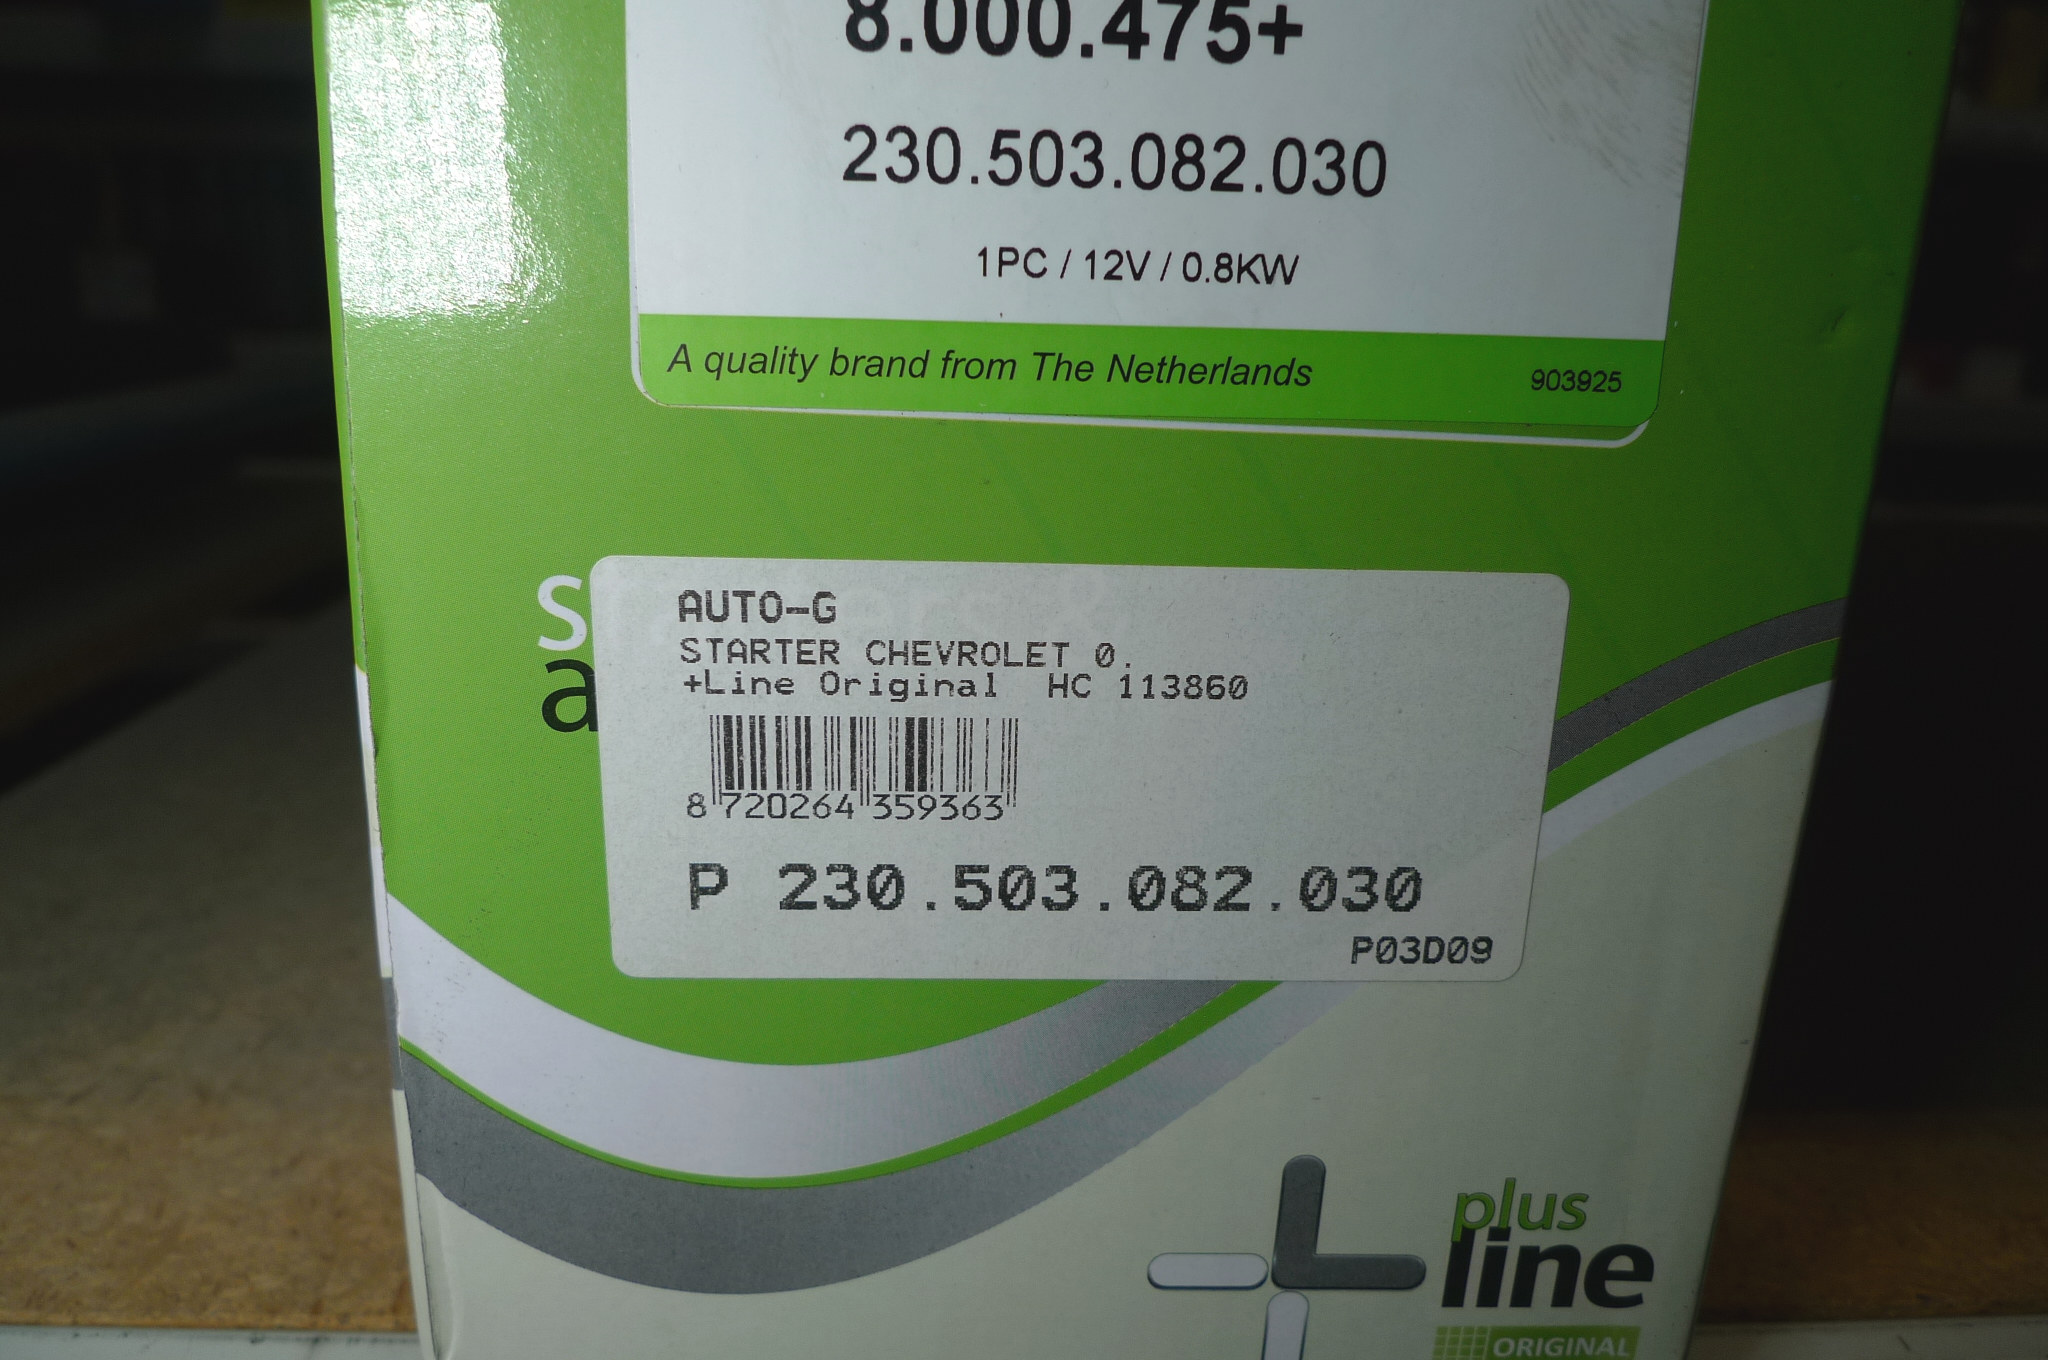 8.000.475+
230.503.082.030
1PC / 12V / 0.8KW
A quality brand from The Netherlands 903925
AUTO-G
STARTER CHEVROLET 0.
+Line Original HC 113860
8 720264 359363
P 230.503.082.030
P03D09
plus
line
ORIGINAL